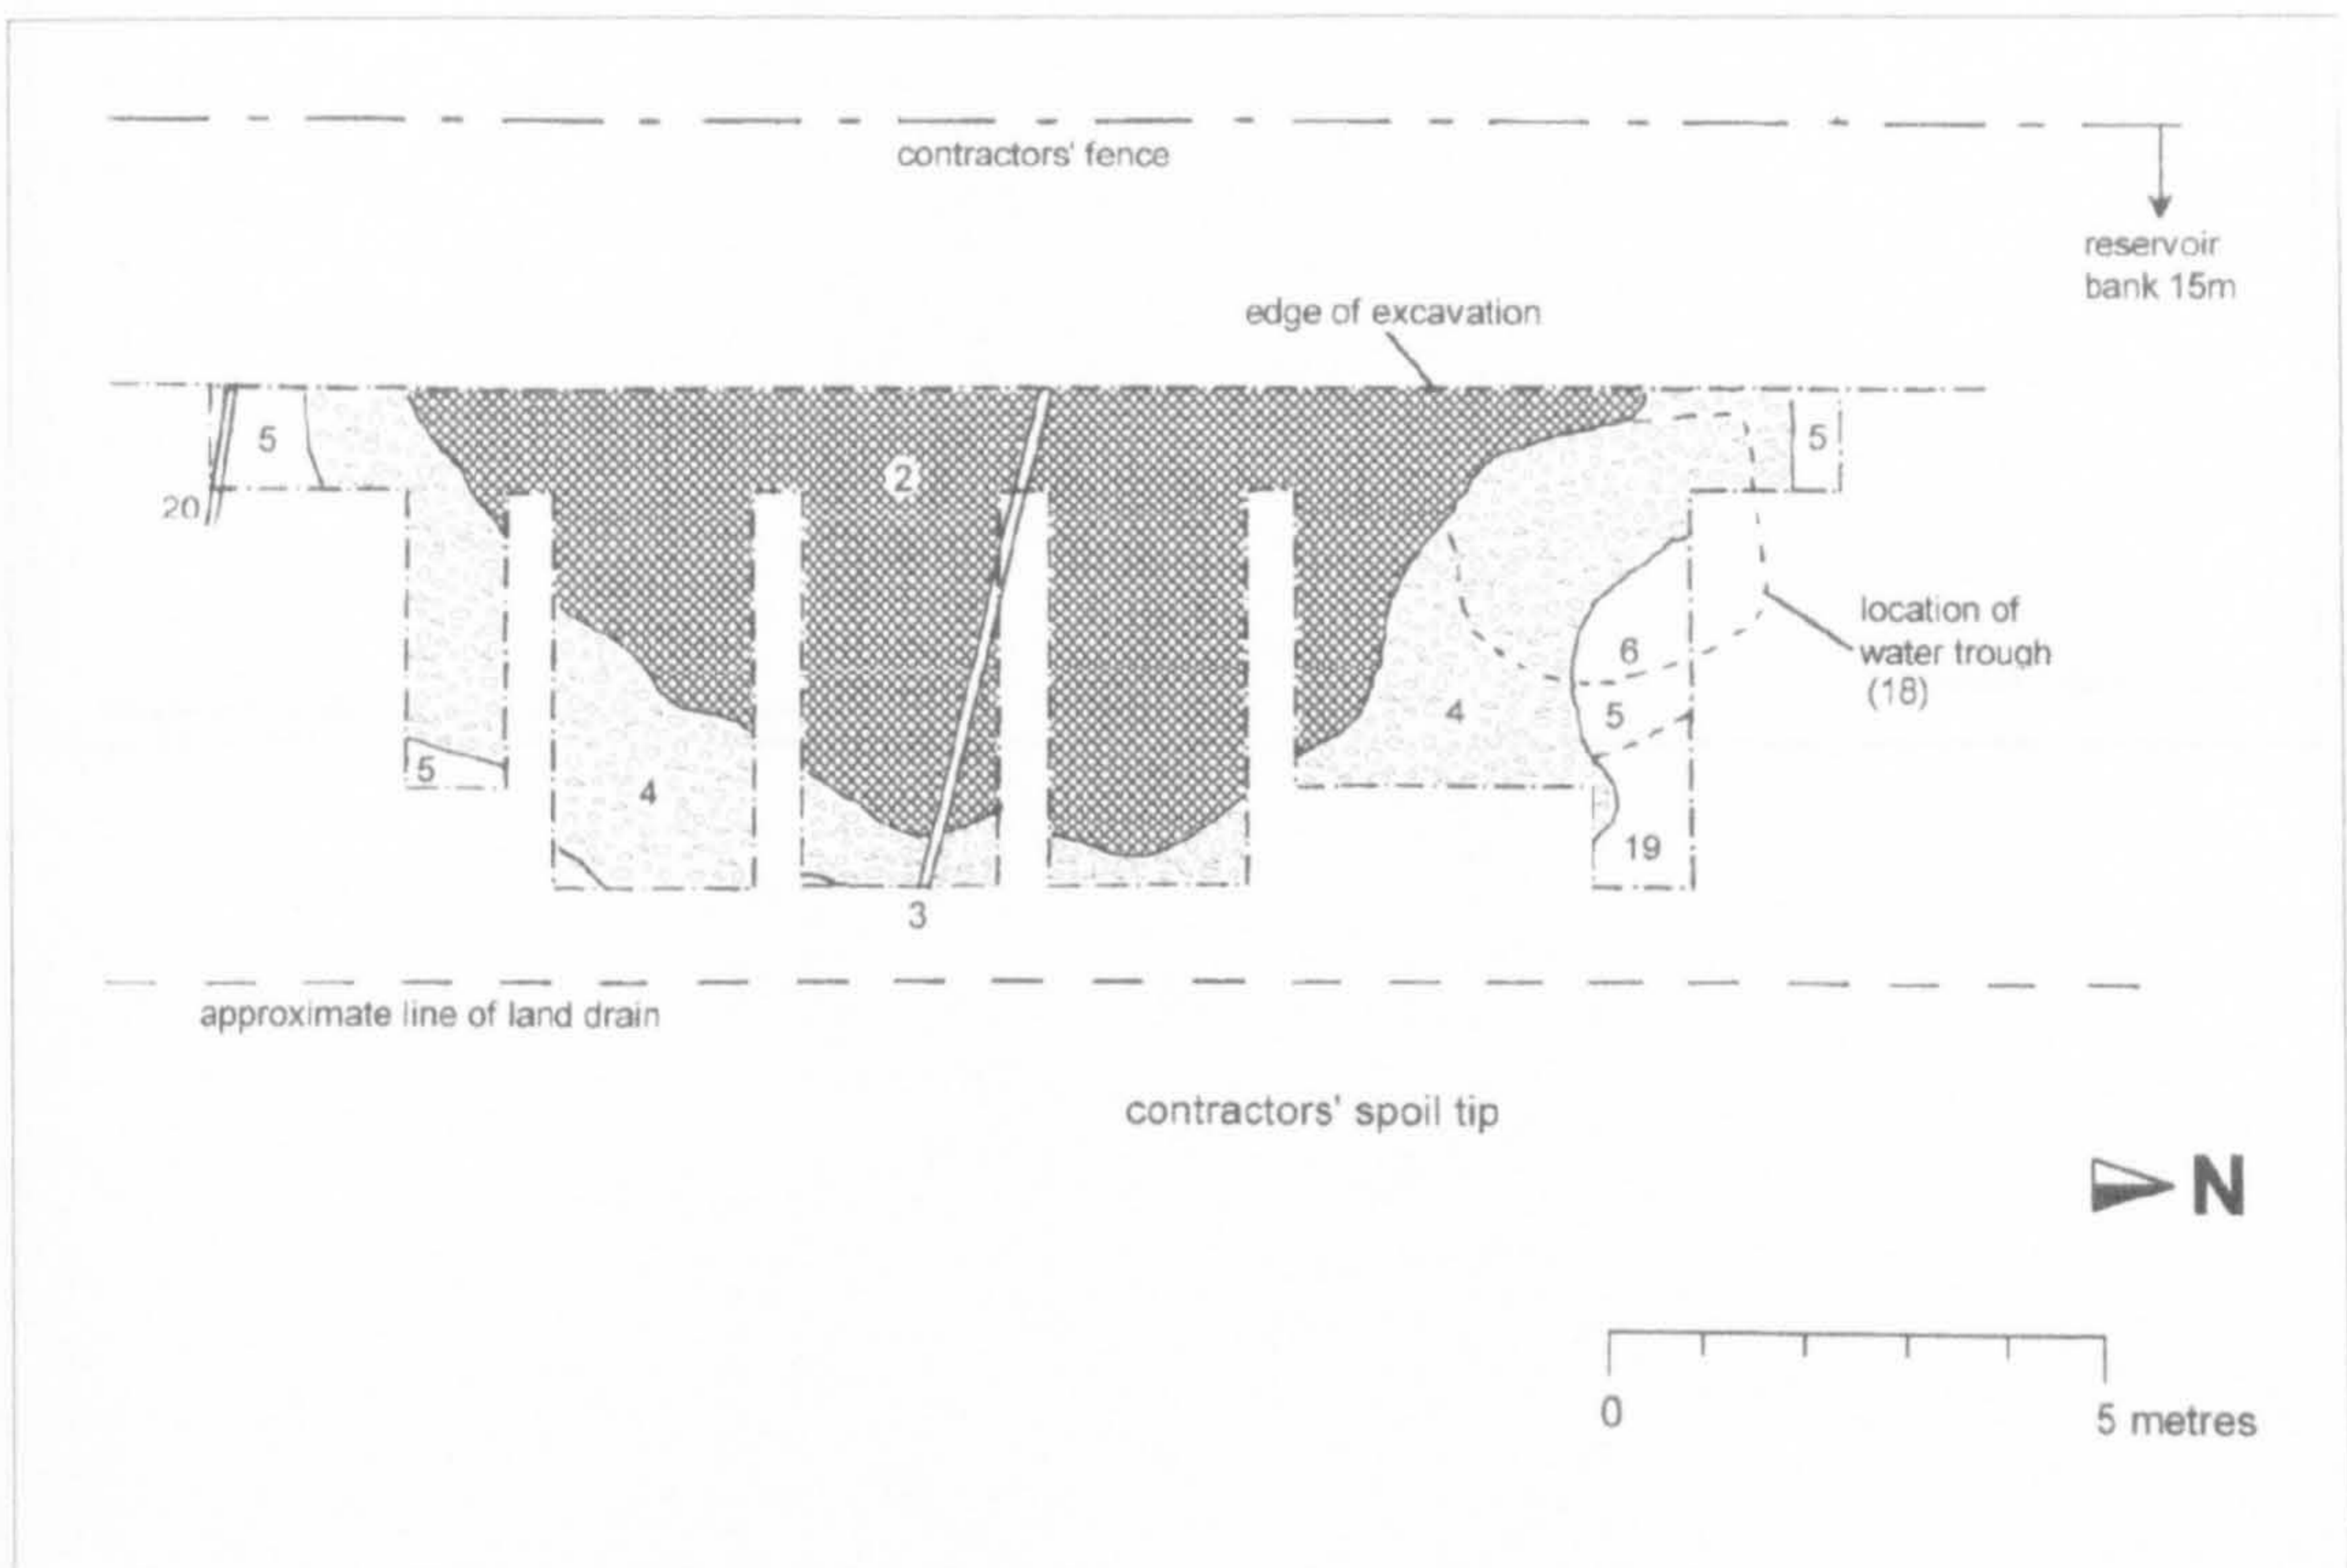 contractors' fence
reservoir
bank 15m
edge of excavation
5
2
5
20
location of
water trough
(18)
6
4
5
5
4
19
3
approximate line of land drain
contractors' spoil tip
N
0
5 metres